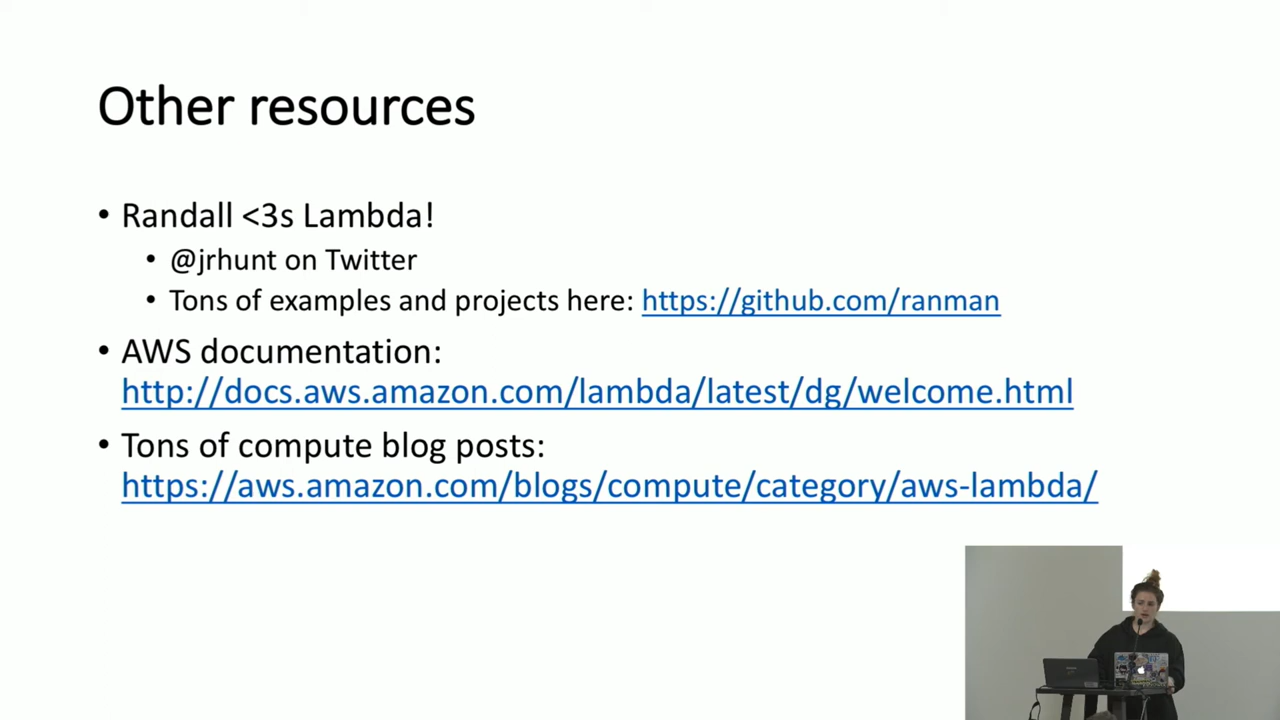 Other resources
• Randall <3s Lambda!
• @jrhunt on Twitter
• Tons of examples and projects here: https://github.com/ranman
• AWS documentation:
http://docs.aws.amazon.com/lambda/latest/dg/welcome.html
• Tons of compute blog posts:
https://aws.amazon.com/blogs/compute/category/aws-lambda/